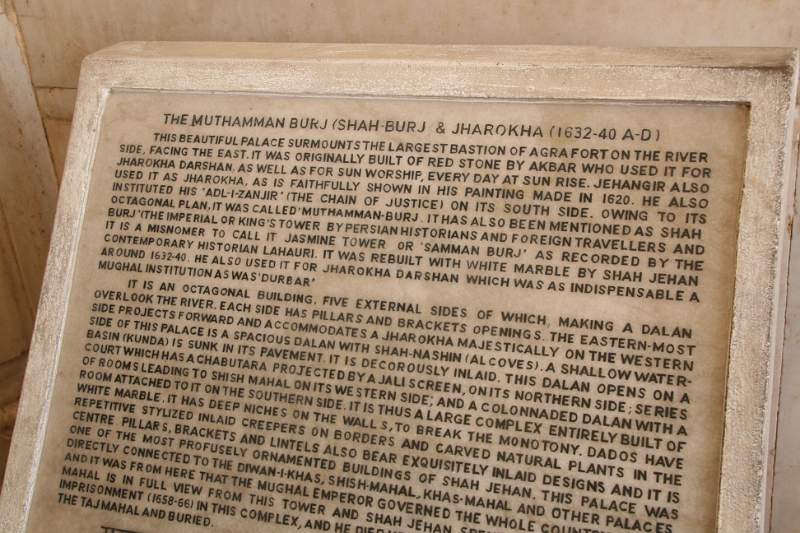 THE MUTHAMMAN BURJ (SHAH-BURJ & JHAROKHA (1632-40 A-D)
THIS BEAUTIFUL PALACE SURMOUNTS THE LARGEST BASTION OF AGRA FORT ON THE RIVER
SIDE, FACING THE EAST. IT WAS ORIGINALLY BUILT OF RED STONE BY AKBAR WHO USED IT FOR
JHAROKHA DARSHAN, AS WELL AS FOR SUN WORSHIP, EVERY DAY AT SUN RISE. JEHANGIR ALSO
USED IT AS JHAROKHA, AS IS FAITHFULLY SHOWN IN HIS PAINTING MADE IN 1620. HE ALSO
INSTITUTED HIS 'ADL-I-ZANJIR' (THE CHAIN OF JUSTICE) ON ITS SOUTH SIDE. OWING TO ITS
OCTAGONAL PLAN, IT WAS CALLED 'MUTHAMMAN-BURJ. IT HAS ALSO BEEN MENTIONED AS SHAH
BURJ' (THE IMPERIAL OR KING'S TOWER BY PERSIAN HISTORIANS AND FOREIGN TRAVELLERS AND
IT IS A MISNOMER TO CALL IT JASMINE TOWER OR 'SAMMAN BURJ' AS RECORDED BY THE
CONTEMPORARY HISTORIAN LAHAURI. IT WAS REBUILT WITH WHITE MARBLE BY SHAH JEHAN
AROUND 1632-40. HE ALSO USED IT FOR JHAROKHA DARSHAN WHICH WAS AS INDISPENSABLE A
MUGHAL INSTITUTION AS WAS 'DURBAR'
IT IS AN OCTAGONAL BUILDING, FIVE EXTERNAL SIDES OF WHICH, MAKING A DALAN
OVERLOOK THE RIVER. EACH SIDE HAS PILLARS AND BRACKETS OPENINGS. THE EASTERN-MOST
SIDE PROJECTS FORWARD AND ACCOMMODATES A JHAROKHA MAJESTICALLY ON THE WESTERN
SIDE OF THIS PALACE IS A SPACIOUS DALAN WITH SHAH-NASHIN (ALCOVES). A SHALLOW WATER-
BASIN (KUNDA) IS SUNK IN ITS PAVEMENT. IT IS DECOROUSLY INLAID. THIS DALAN OPENS ON A
COURT WHICH HAS A CHABUTARA PROJECTED BY A JALI SCREEN, ON ITS NORTHERN SIDE; SERIES
OF ROOMS LEADING TO SHISH MAHAL ON ITS WESTERN SIDE; AND A COLONNADED DALAN WITH A
ROOM ATTACHED TO IT ON THE SOUTHERN SIDE. IT IS THUS A LARGE COMPLEX ENTIRELY BUILT OF
WHITE MARBLE. IT HAS DEEP NICHES ON THE WALLS, TO BREAK THE MONOTONY. DADOS HAVE
REPETITIVE STYLIZED INLAID CREEPERS ON BORDERS AND CARVED NATURAL PLANTS IN THE
CENTRE. PILLARS, BRACKETS AND LINTELS ALSO BEAR EXQUISITELY INLAID DESIGNS AND IT IS
ONE OF THE MOST PROFUSELY ORNAMENTED BUILDINGS OF SHAH JEHAN. THIS PALACE WAS
DIRECTLY CONNECTED TO THE DIWAN-I-KHAS, SHISH-MAHAL, KHAS-MAHAL AND OTHER PALACES
AND IT WAS FROM HERE THAT THE MUGHAL EMPEROR GOVERNED THE WHOLE
MAHAL IS IN FULL VIEW FROM THIS TOWER AND SHAH JEHAN
IMPRISONMENT (1658-66) IN THIS COMPLEX, AND HE DIED
THE TAJ MAHAL AND BURIED.